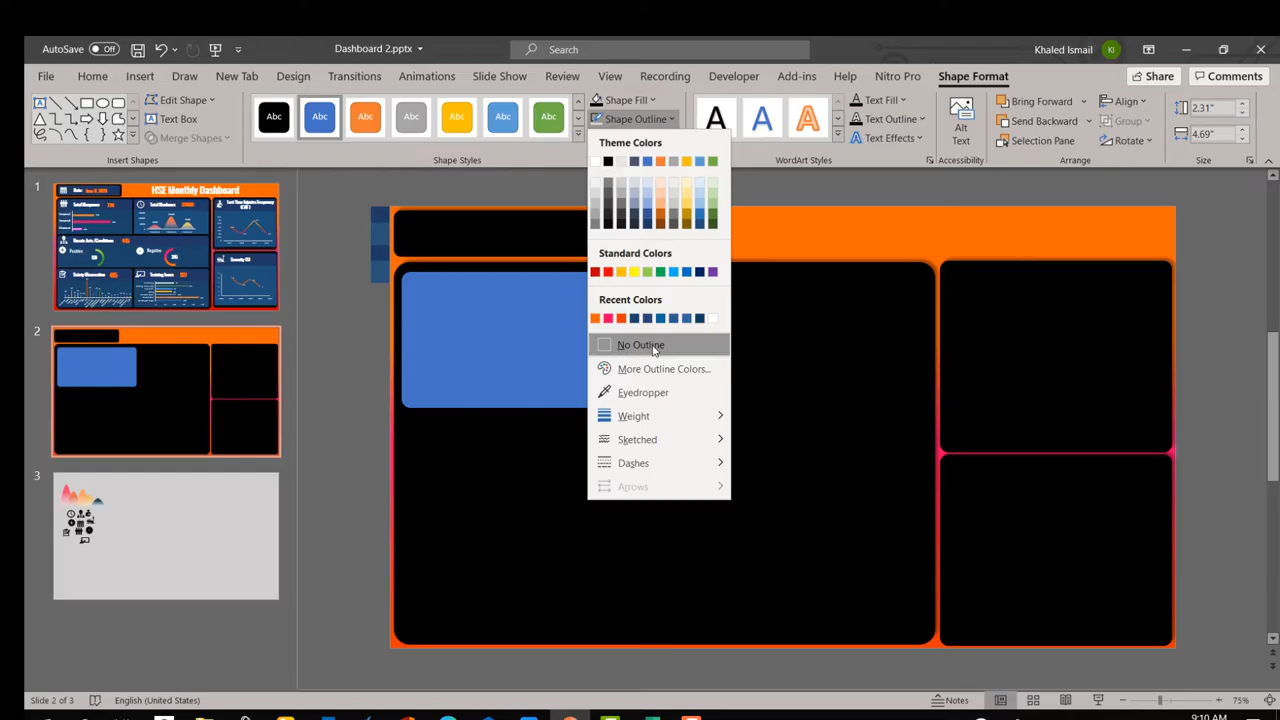 AutoSave Off Dashboard 2.pptx Search Khaled Ismail KI
File Home Insert Draw New Tab Design Transitions Animations Slide Show Review View Recording Developer Add-ins Help Nitro Pro Shape Format Share Comments
Edit Shape
Text Box
Merge Shapes
Insert Shapes
Abc Abc Abc Abc Abc Abc Abc
Shape Styles
Shape Fill
Shape Outline
A A A
WordArt Styles
Text Fill
Text Outline
Text Effects
Alt
Text
Accessibility
Bring Forward
Send Backward
Selection Pane
Align
Group
Rotate
Arrange
2.31"
4.69"
Size
Theme Colors
Standard Colors
Recent Colors
No Outline
More Outline Colors...
Eyedropper
Weight
Sketched
Dashes
Arrows
1
HSE Monthly Dashboard
2
3
Slide 2 of 3 English (United States) Notes 75%
9:10 AM